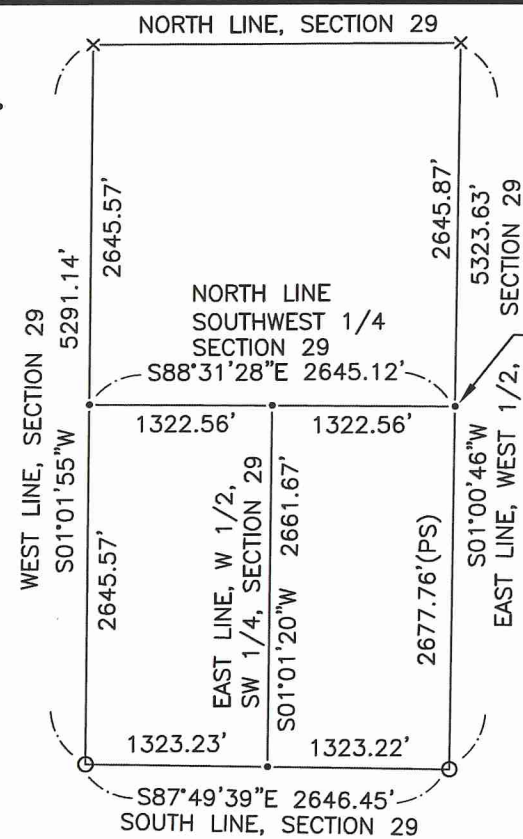 NORTH LINE, SECTION 29
2645.57'
5291.14'
WEST LINE, SECTION 29
S01°01'55"W
2645.57'
2645.87'
5323.63'
EAST LINE, WEST 1/2, SECTION 29
S01°00'46"W
2677.76'(PS)
NORTH LINE
SOUTHWEST 1/4
SECTION 29
S88°31'28"E 2645.12'
1322.56'
1322.56'
EAST LINE, W 1/2,
SW 1/4, SECTION 29
S01°01'20"W 2661.67'
1323.23'
1323.22'
S87°49'39"E 2646.45'
SOUTH LINE, SECTION 29